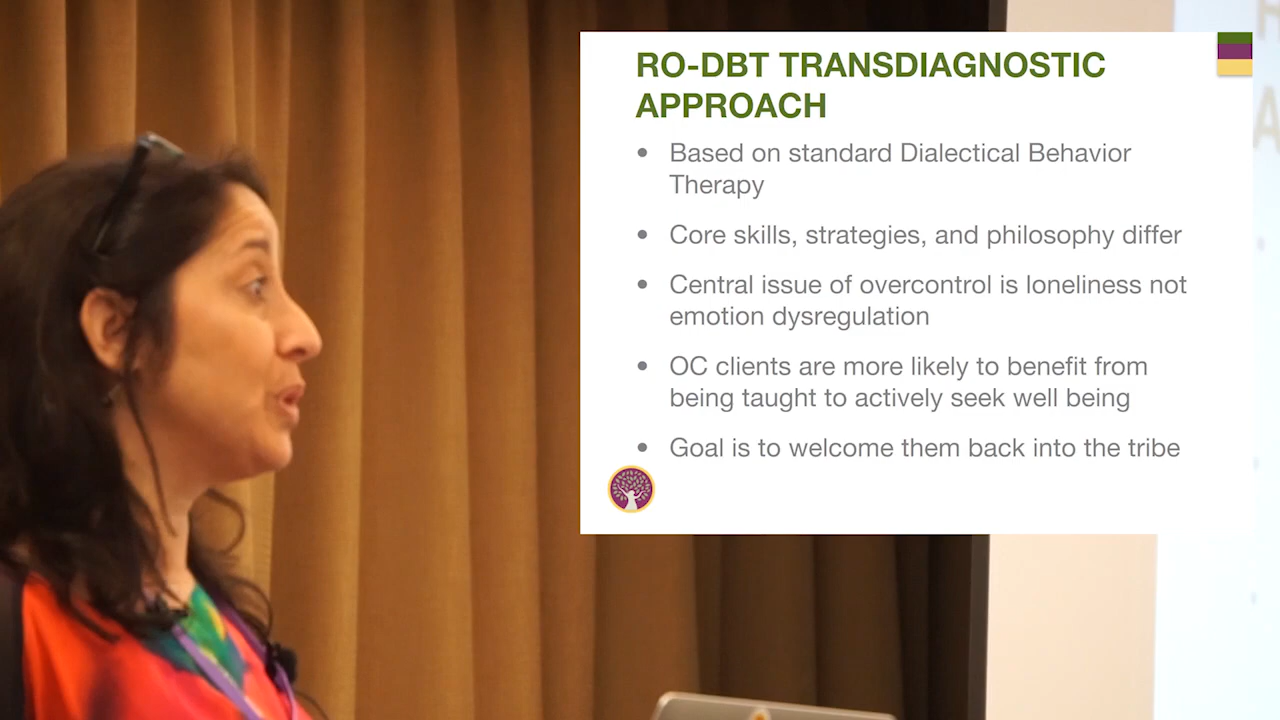 RO-DBT TRANSDIAGNOSTIC
APPROACH
• Based on standard Dialectical Behavior
Therapy
• Core skills, strategies, and philosophy differ
• Central issue of overcontrol is loneliness not
emotion dysregulation
• OC clients are more likely to benefit from
being taught to actively seek well being
• Goal is to welcome them back into the tribe